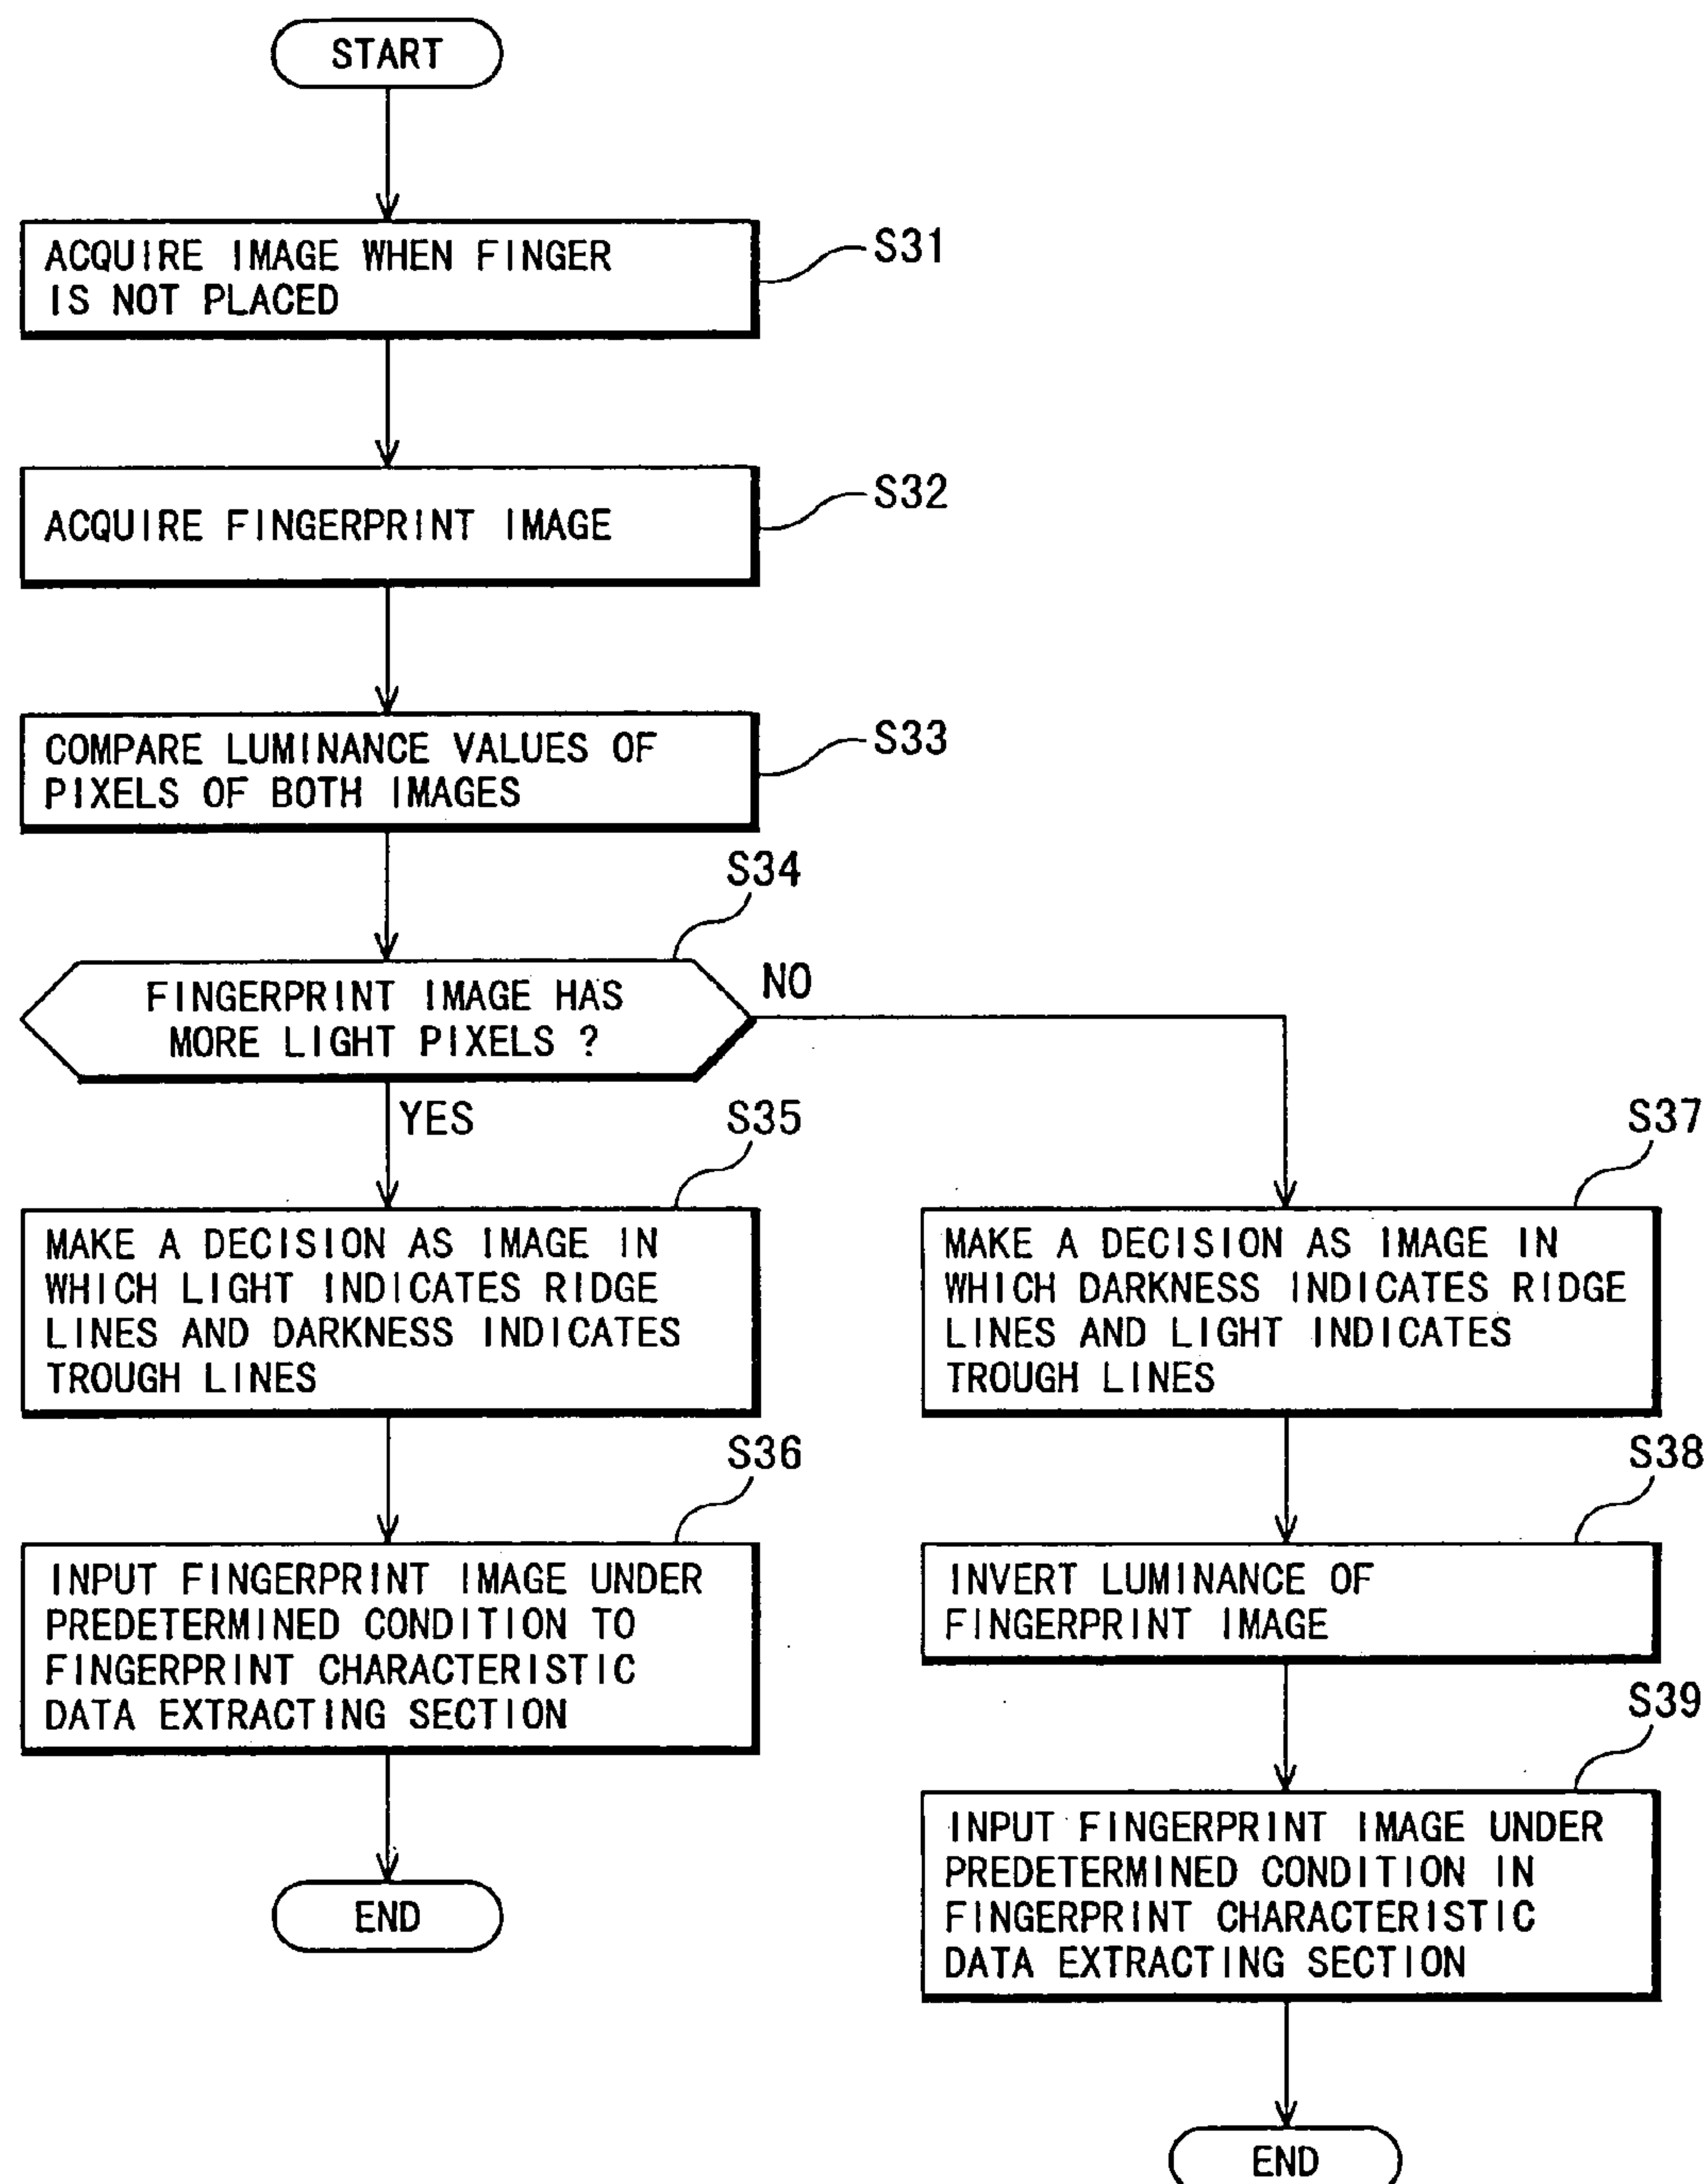 START
ACQUIRE IMAGE WHEN FINGER
IS NOT PLACED
S31
ACQUIRE FINGERPRINT IMAGE
S32
COMPARE LUMINANCE VALUES OF
PIXELS OF BOTH IMAGES
S33
S34
FINGERPRINT IMAGE HAS
MORE LIGHT PIXELS ?
NO
YES
S35
MAKE A DECISION AS IMAGE IN
WHICH LIGHT INDICATES RIDGE
LINES AND DARKNESS INDICATES
TROUGH LINES
S36
INPUT FINGERPRINT IMAGE UNDER
PREDETERMINED CONDITION TO
FINGERPRINT CHARACTERISTIC
DATA EXTRACTING SECTION
END
S37
MAKE A DECISION AS IMAGE IN
WHICH DARKNESS INDICATES RIDGE
LINES AND LIGHT INDICATES
TROUGH LINES
S38
INVERT LUMINANCE OF
FINGERPRINT IMAGE
S39
INPUT FINGERPRINT IMAGE UNDER
PREDETERMINED CONDITION IN
FINGERPRINT CHARACTERISTIC
DATA EXTRACTING SECTION
END